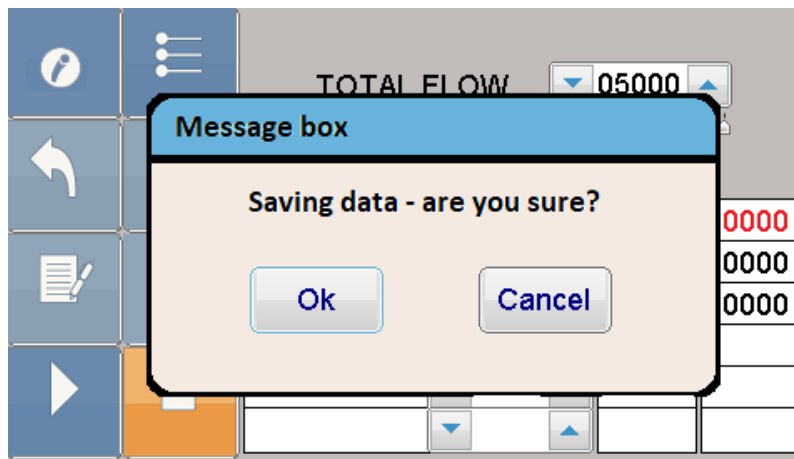 TOTAL FLOW 05000
Message box
Saving data - are you sure?
0000
0000
Ok Cancel
0000